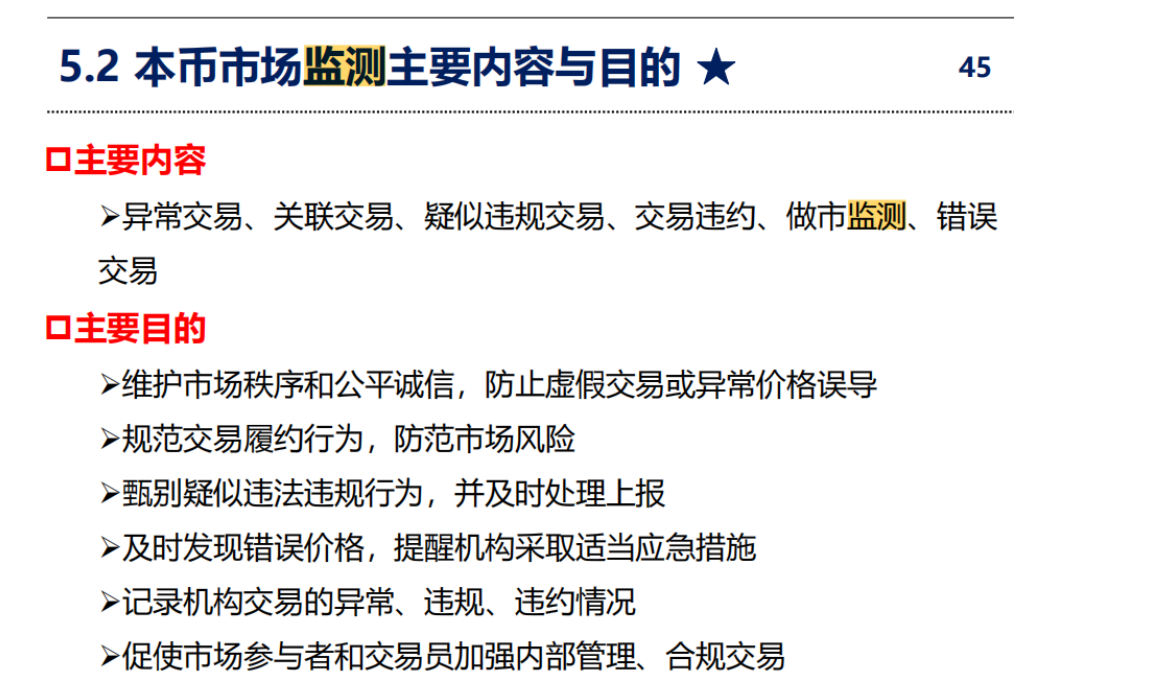 5.2 本币市场监测主要内容与目的 ★ 45
主要内容
➢异常交易、关联交易、疑似违规交易、交易违约、做市监测、错误
交易
主要目的
➢维护市场秩序和公平诚信，防止虚假交易或异常价格误导
➢规范交易履约行为，防范市场风险
➢甄别疑似违法违规行为，并及时处理上报
➢及时发现错误价格，提醒机构采取适当应急措施
➢记录机构交易的异常、违规、违约情况
➢促使市场参与者和交易员加强内部管理、合规交易